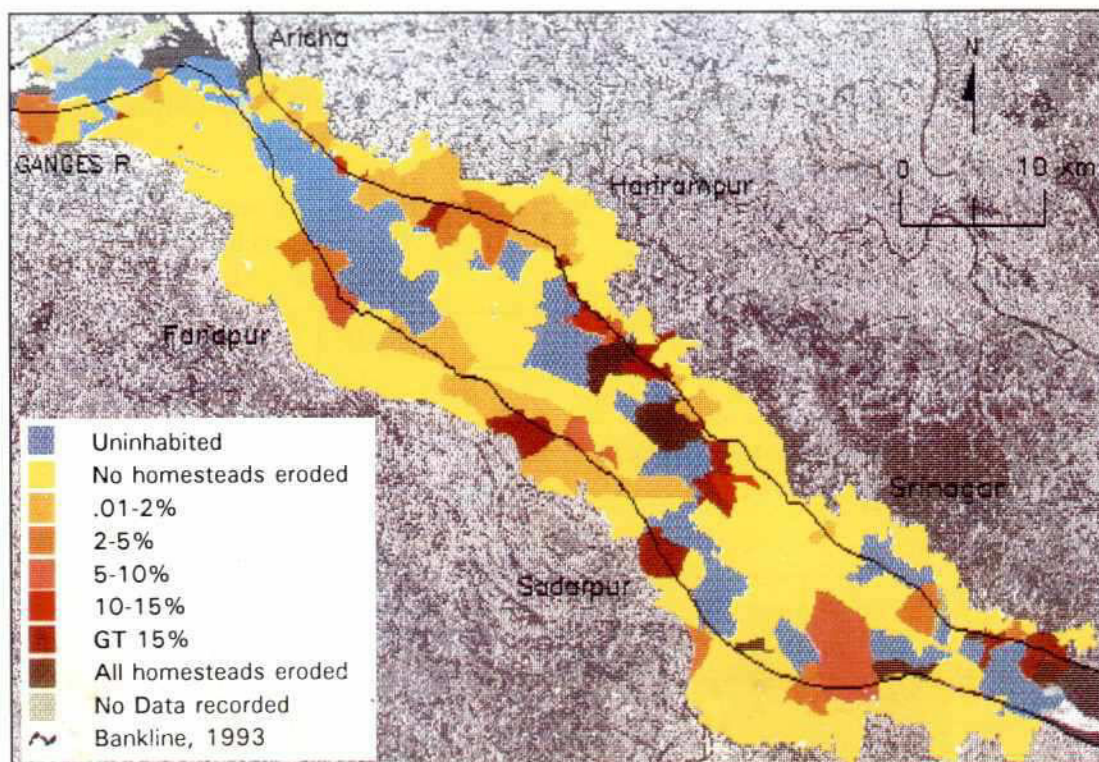 Aricha
N
GANGES R.
0 10 km
Harirampur
Faridpur
Srinagar
Sadarpur
Uninhabited
No homesteads eroded
.01-2%
2-5%
5-10%
10-15%
GT 15%
All homesteads eroded
No Data recorded
Bankline, 1993